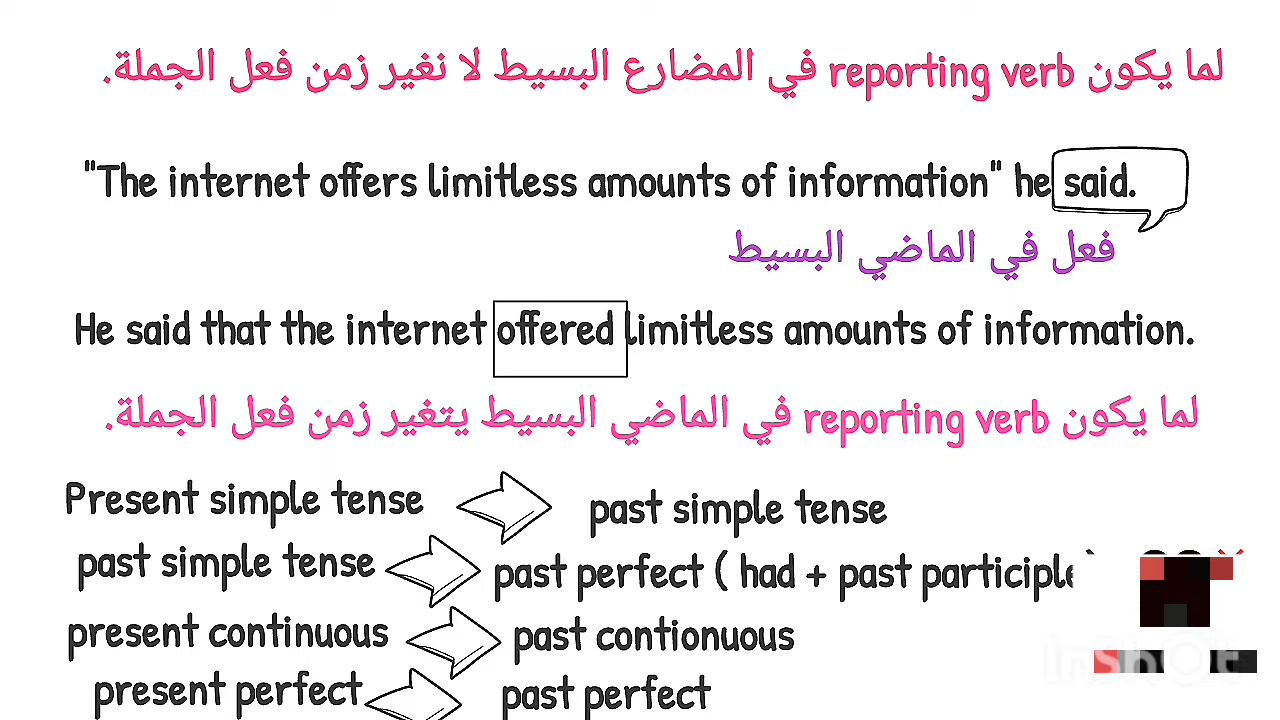 لما يكون reporting verb في المضارع البسيط لا نغير زمن فعل الجملة.
"The internet offers limitless amounts of information" he said.
فعل في الماضي البسيط
He said that the internet offered limitless amounts of information.
لما يكون reporting verb في الماضي البسيط يتغير زمن فعل الجملة.
Present simple tense past simple tense
past simple tense past perfect ( had + past participle
present continuous past contionuous
present perfect past perfect
InShOt